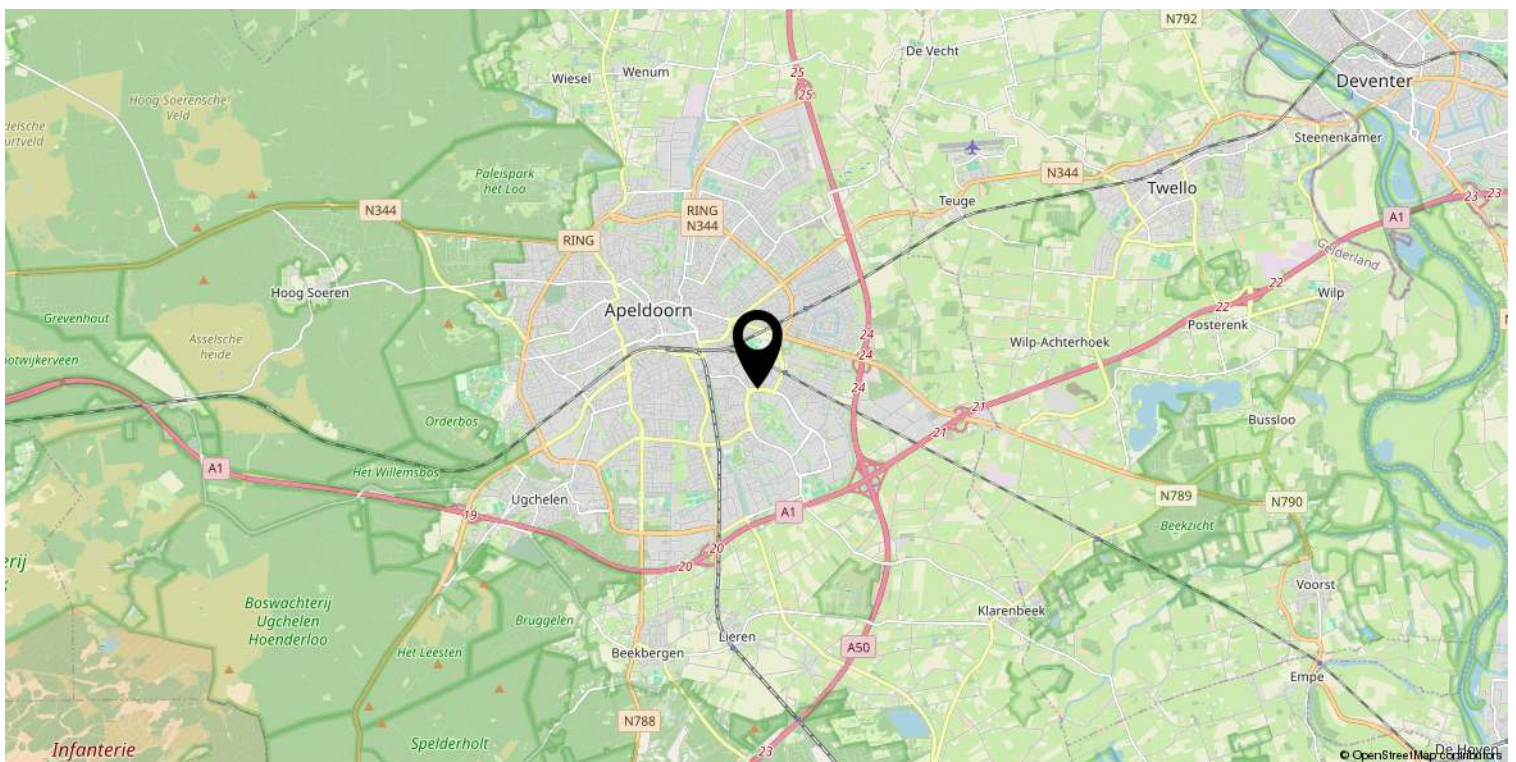 N792
De Vecht
25
Wiesel
Wenum
25
Deventer
Hoog Soerensche
Veld
Steenenkamer
Paleispark
het Loo
N344
Twello
23
23
N344
RING
N344
Teuge
A1
RING
Gelderland
Hoog Soeren
22
Wilp
22
Grevenhout
Apeldoorn
Posterenk
24
Asselsche
heide
Wilp-Achterhoek
24
24
21
Orderbos
Bussloo
21
A1
Het Willemsbos
Ugchelen
N789
N790
19
A1
Beekzicht
20
20
Voorst
Boswachterij
Ugchelen
Hoenderloo
Klarenbeek
Bruggelen
Lieren
Het Leesten
Beekbergen
A50
Empe
N788
Infanterie
Spelderholt
23
De Hoven
© OpenStreetMap contributors